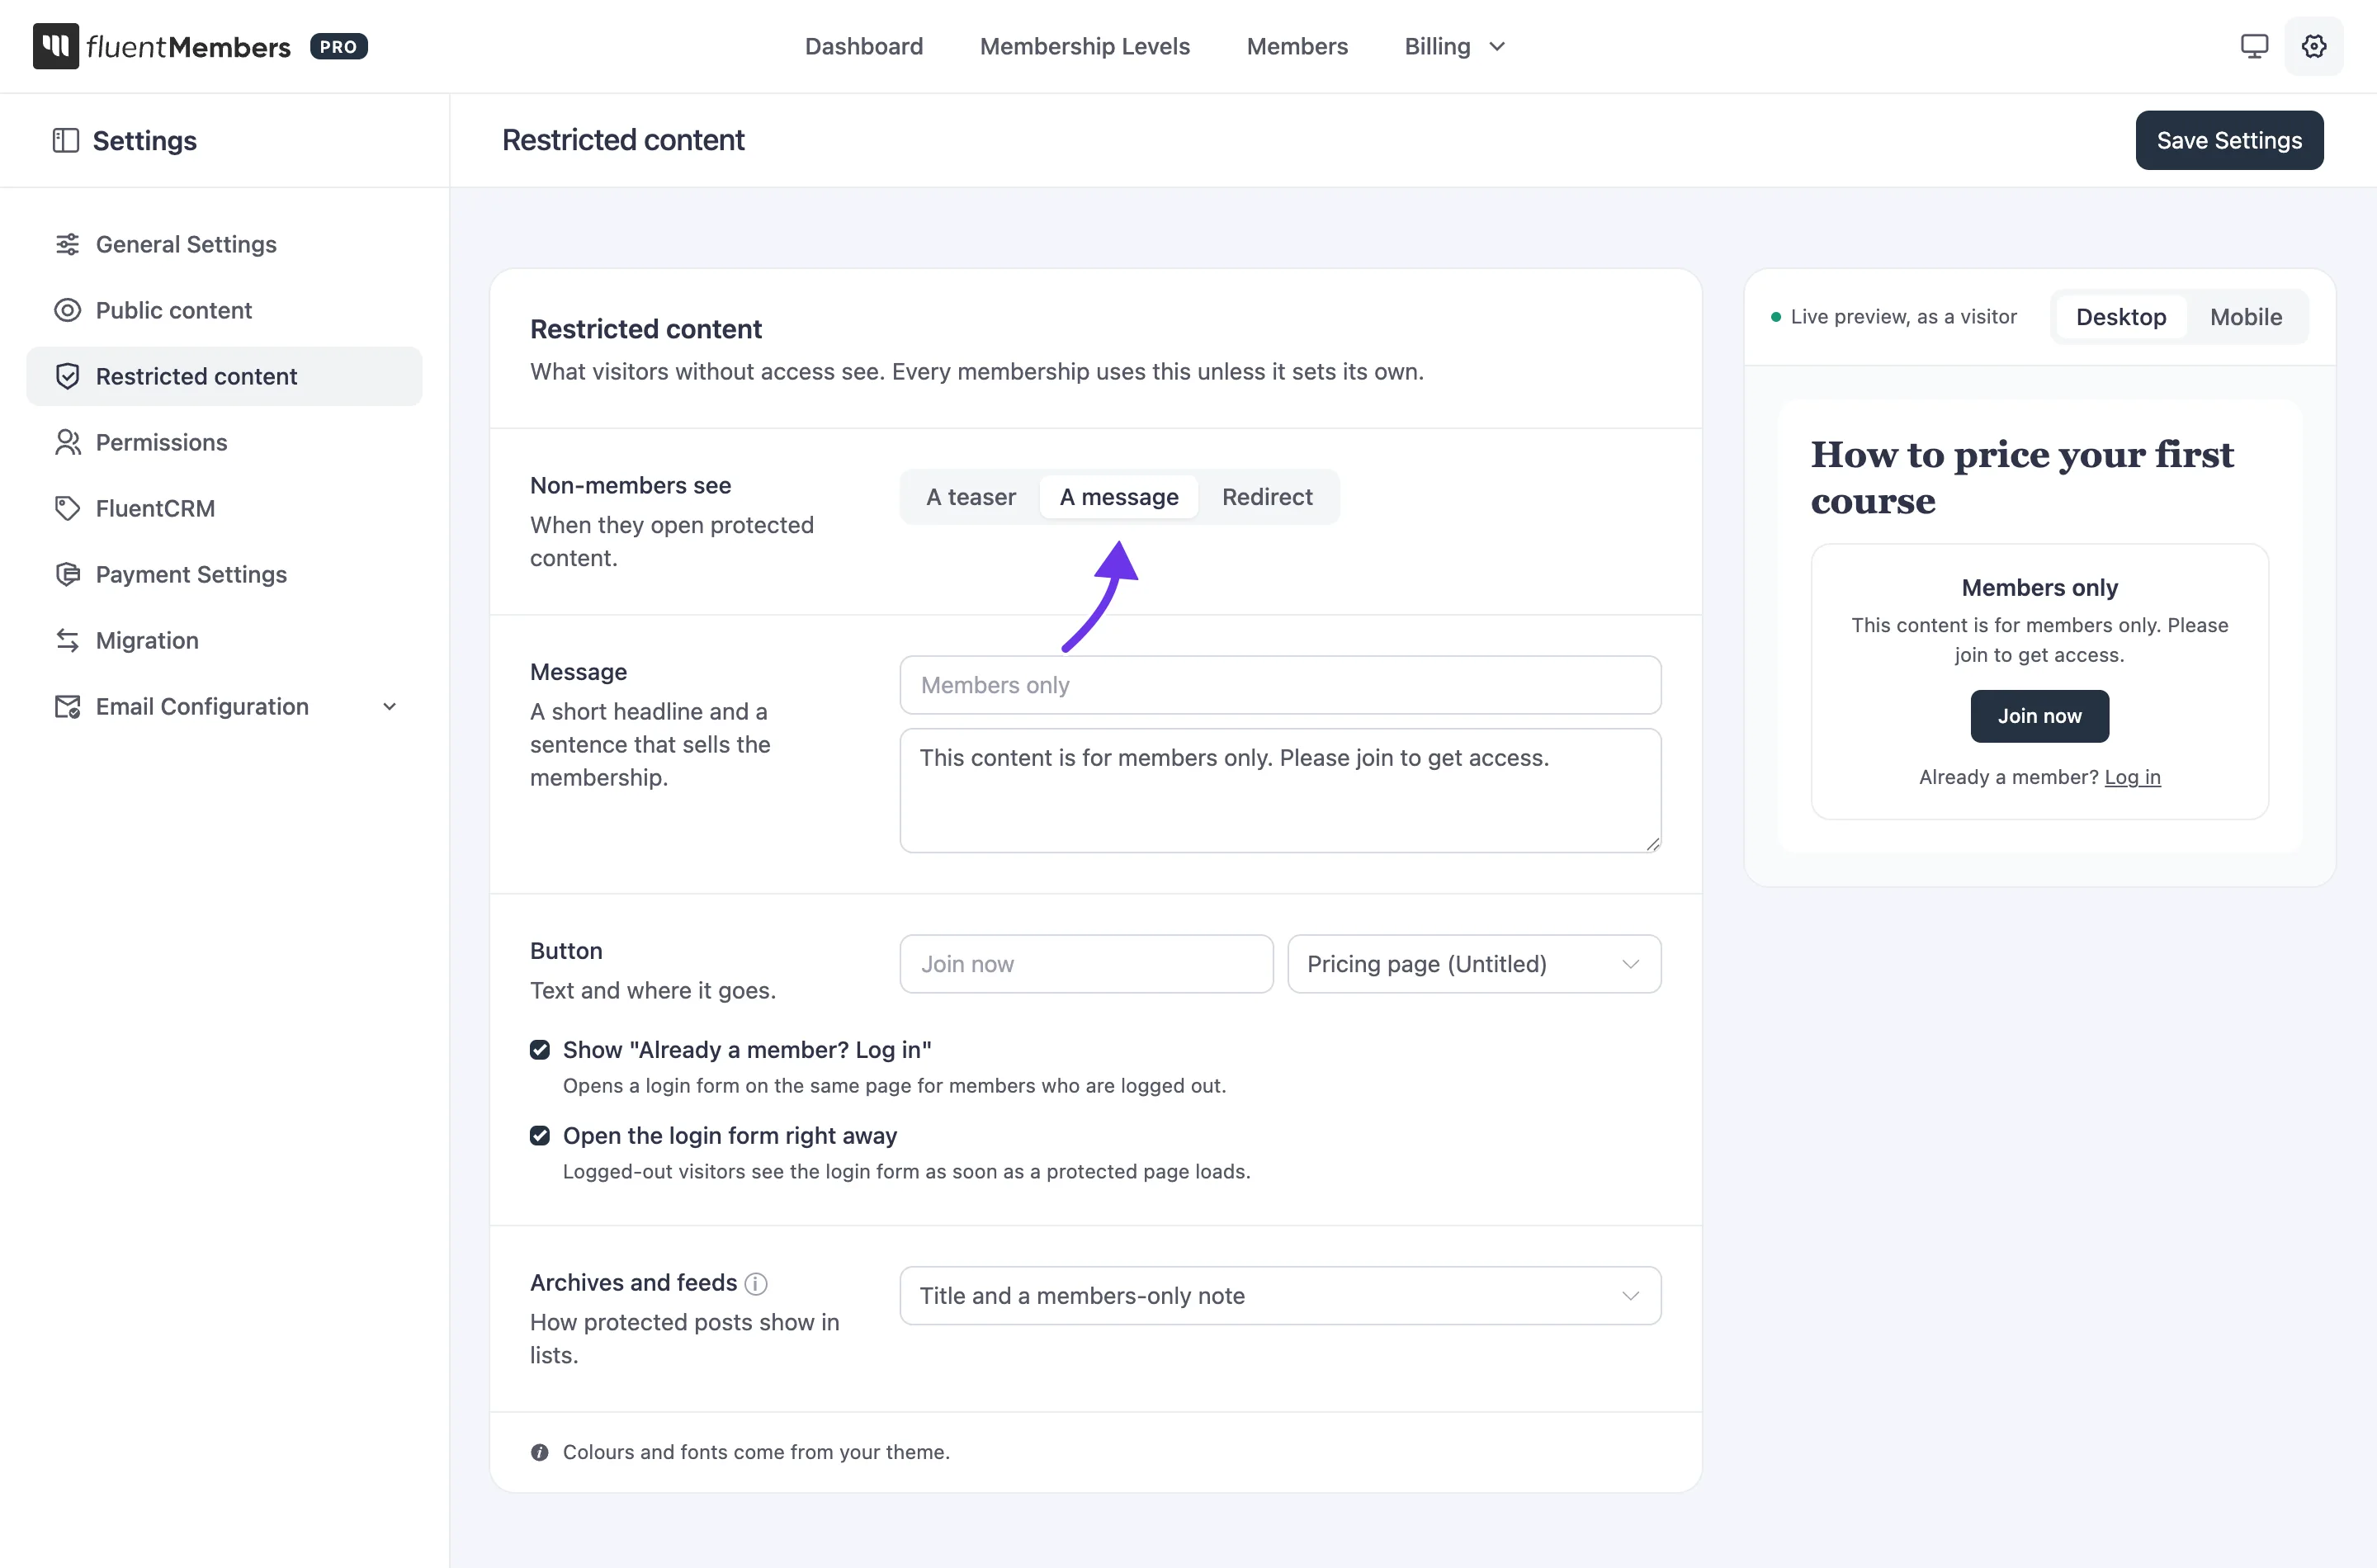 fluentMembers PRO
Dashboard
Membership Levels
Members
Billing
Settings
Restricted content
Save Settings
General Settings
Public content
Restricted content
Permissions
FluentCRM
Payment Settings
Migration
Email Configuration
Restricted content
What visitors without access see. Every membership uses this unless it sets its own.
Non-members see
When they open protected
content.
A teaser
A message
Redirect
Message
A short headline and a
sentence that sells the
membership.
Members only
This content is for members only. Please join to get access.
Button
Text and where it goes.
Join now
Pricing page (Untitled)
Show "Already a member? Log in"
Opens a login form on the same page for members who are logged out.
Open the login form right away
Logged-out visitors see the login form as soon as a protected page loads.
Archives and feeds
How protected posts show in
lists.
Title and a members-only note
Colours and fonts come from your theme.
Live preview, as a visitor
Desktop
Mobile
How to price your first
course
Members only
This content is for members only. Please
join to get access.
Join now
Already a member? Log in